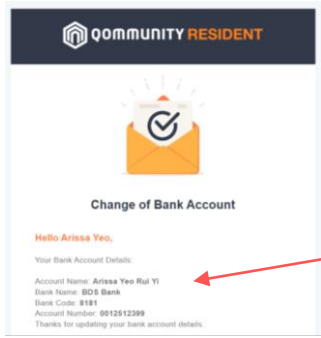 QOMMUNITY RESIDENT
Change of Bank Account
Hello Arissa Yeo,
Your Bank Account Details:
Account Name: Arissa Yeo Rui Yi
Bank Name: BDS Bank
Bank Code: 8181
Account Number: 0012512399
Thanks for updating your bank account details.